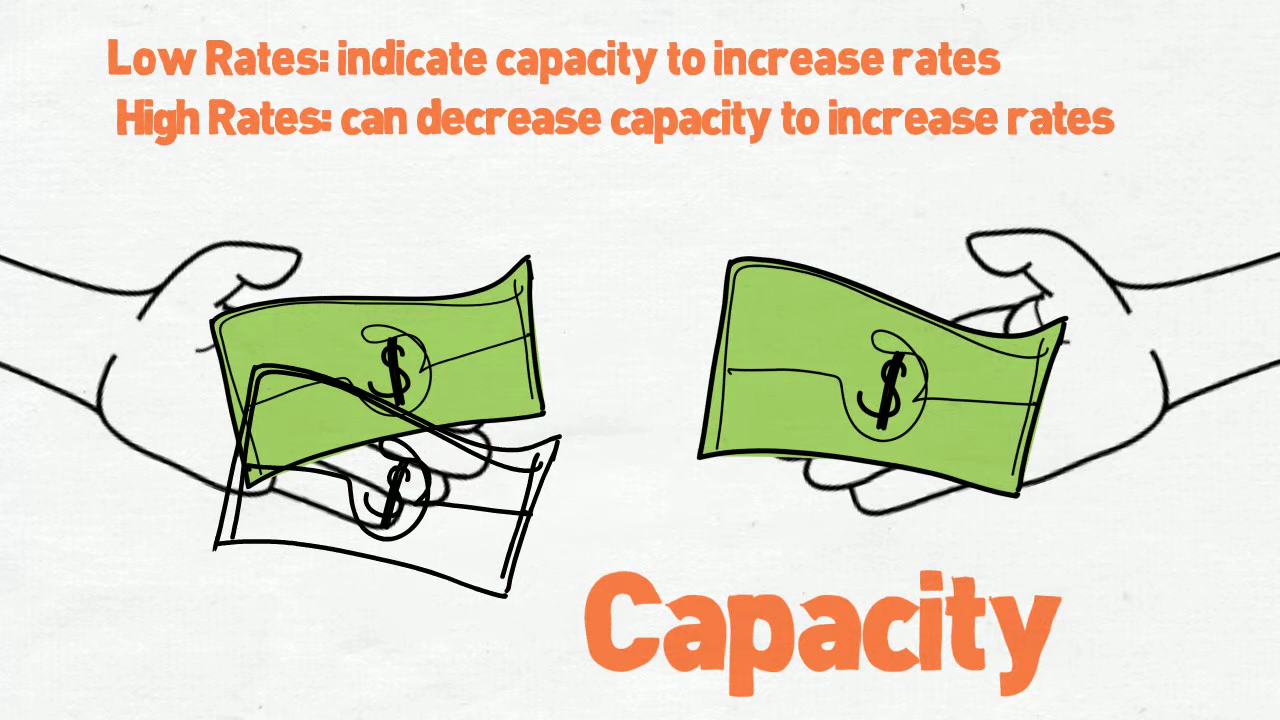 Low Rates: indicate capacity to increase rates
High Rates: can decrease capacity to increase rates
$
$
$
Capacity